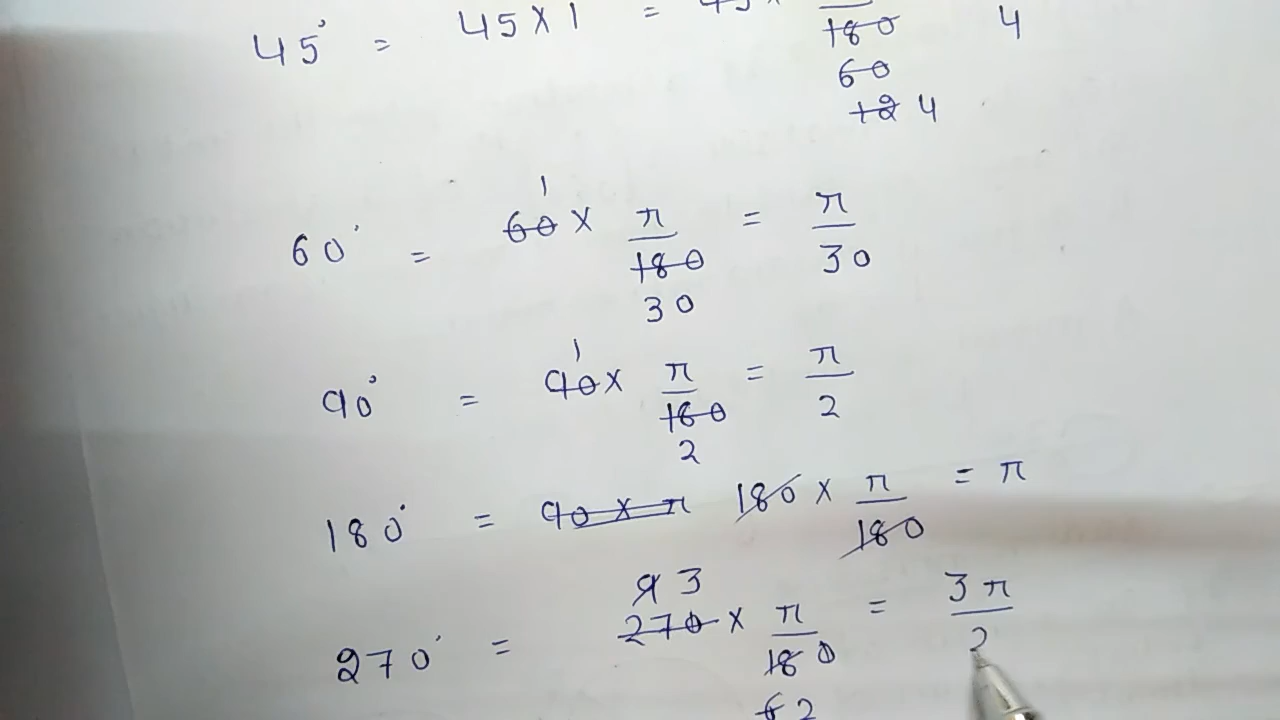 45° = 45 × 1 = 45 × 180 4
60
12 4
1
60° = 60 × π/180 = π/30
30
1
90° = 90 × π/180 = π/2
2
180° = 90 × π 180 × π/180 = π
9 3
270° = 270 × π/180 = 3π/2
6 2